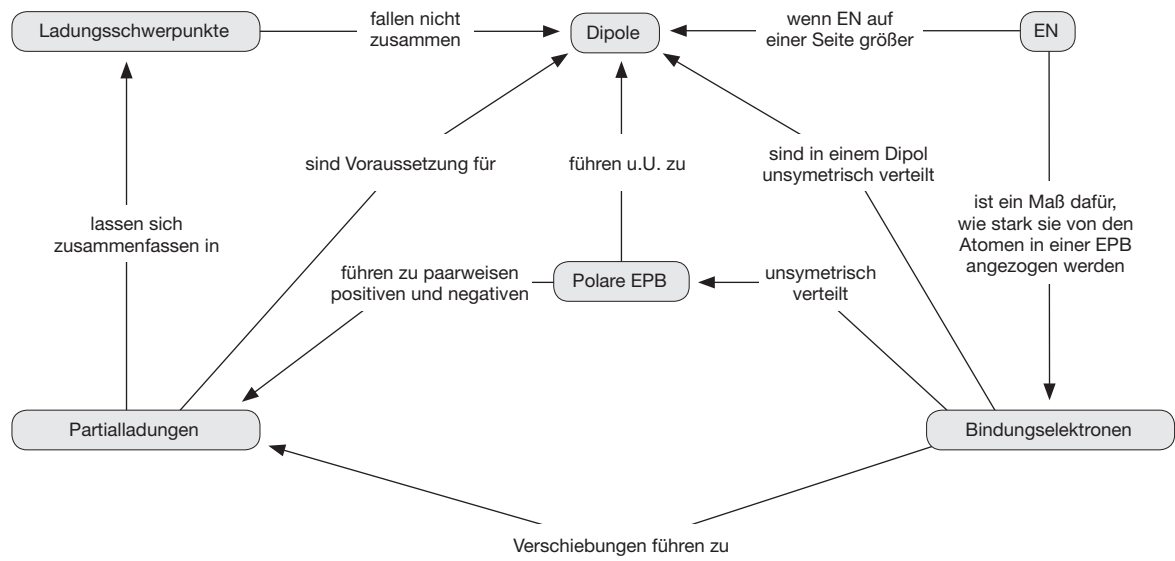 Ladungsschwerpunkte
fallen nicht
zusammen
Dipole
wenn EN auf
einer Seite größer
EN
sind Voraussetzung für
führen u.U. zu
sind in einem Dipol
unsymetrisch verteilt
ist ein Maß dafür,
wie stark sie von den
Atomen in einer EPB
angezogen werden
lassen sich
zusammenfassen in
führen zu paarweisen
positiven und negativen
Polare EPB
unsymetrisch
verteilt
Partialladungen
Bindungselektronen
Verschiebungen führen zu